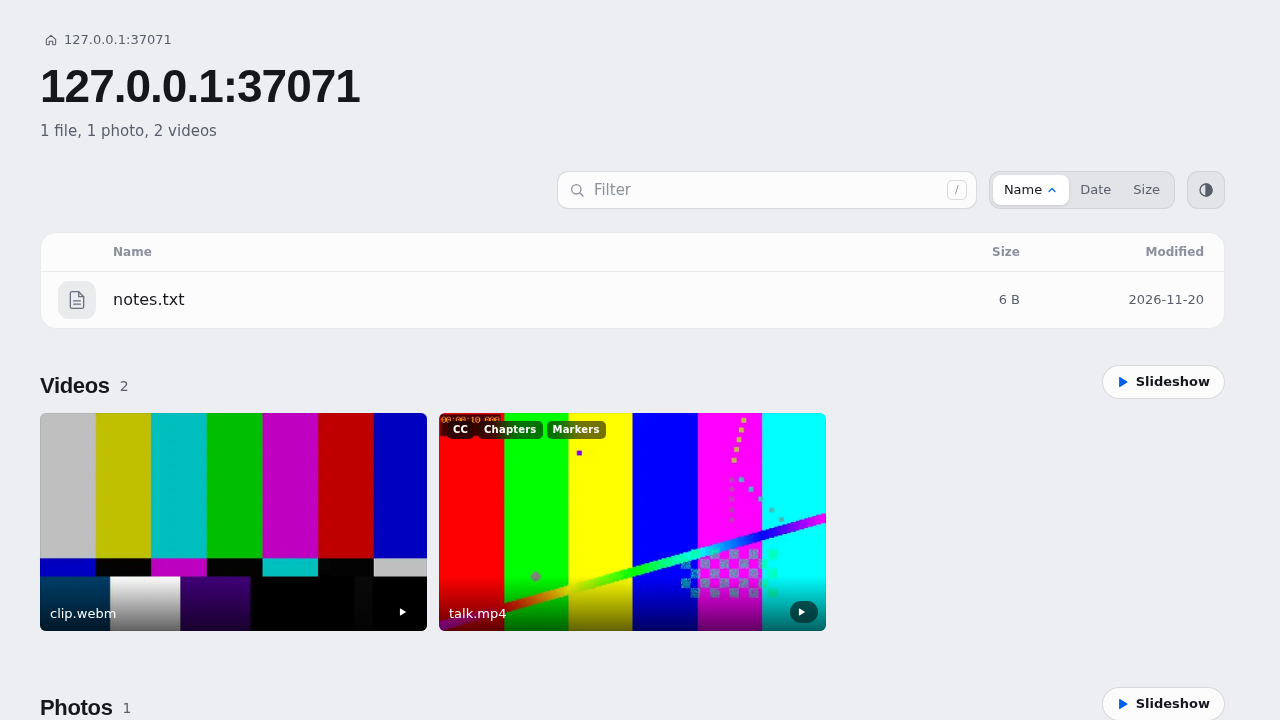 127.0.0.1:37071
127.0.0.1:37071
1 file, 1 photo, 2 videos
Filter /
Name Date Size
Name Size Modified
notes.txt 6 B 2026-11-20
Videos 2
Slideshow
CC Chapters Markers
clip.webm
talk.mp4
Photos 1
Slideshow